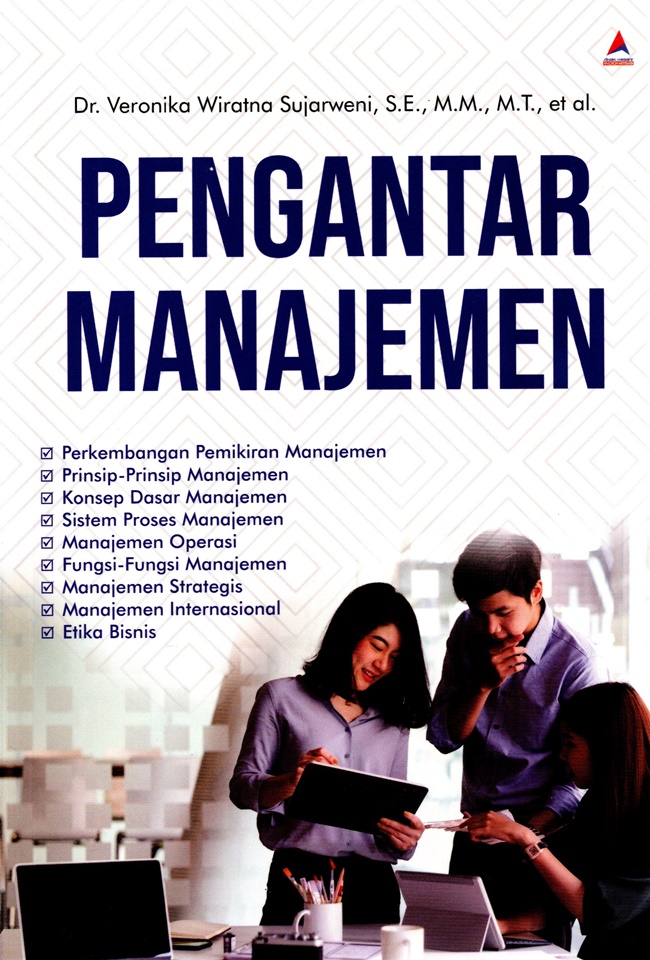 Dr. Veronika Wiratna Sujarweni, S.E., M.M., M.T., et al.
PENGANTAR
MANAJEMEN
Perkembangan Pemikiran Manajemen
Prinsip-Prinsip Manajemen
Konsep Dasar Manajemen
Sistem Proses Manajemen
Manajemen Operasi
Fungsi-Fungsi Manajemen
Manajemen Strategis
Manajemen Internasional
Etika Bisnis